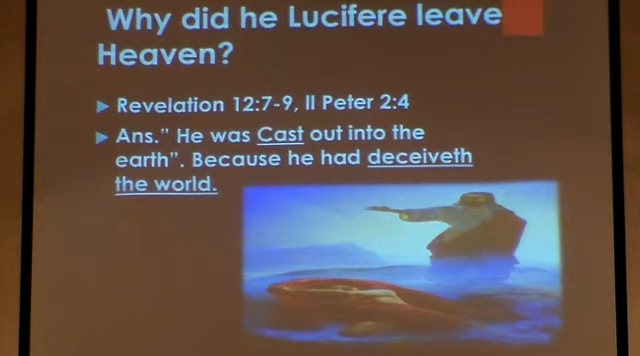 Why did he Lucifere leave
Heaven?
Revelation 12:7-9, II Peter 2:4
Ans.” He was Cast out into the
earth”. Because he had deceiveth
the world.